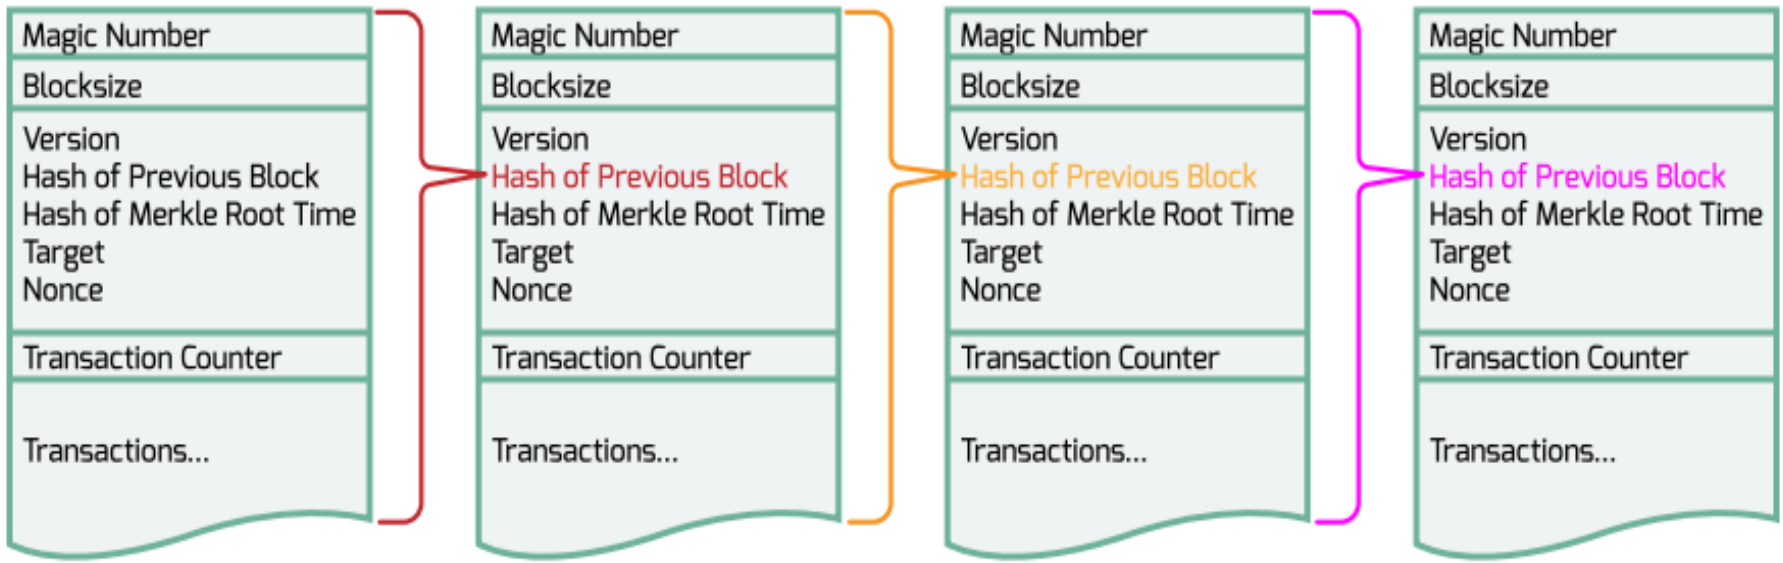 Magic Number
Blocksize
Version
Hash of Previous Block
Hash of Merkle Root Time
Target
Nonce
Transaction Counter
Transactions...
Magic Number
Blocksize
Version
Hash of Previous Block
Hash of Merkle Root Time
Target
Nonce
Transaction Counter
Transactions...
Magic Number
Blocksize
Version
Hash of Previous Block
Hash of Merkle Root Time
Target
Nonce
Transaction Counter
Transactions...
Magic Number
Blocksize
Version
Hash of Previous Block
Hash of Merkle Root Time
Target
Nonce
Transaction Counter
Transactions...